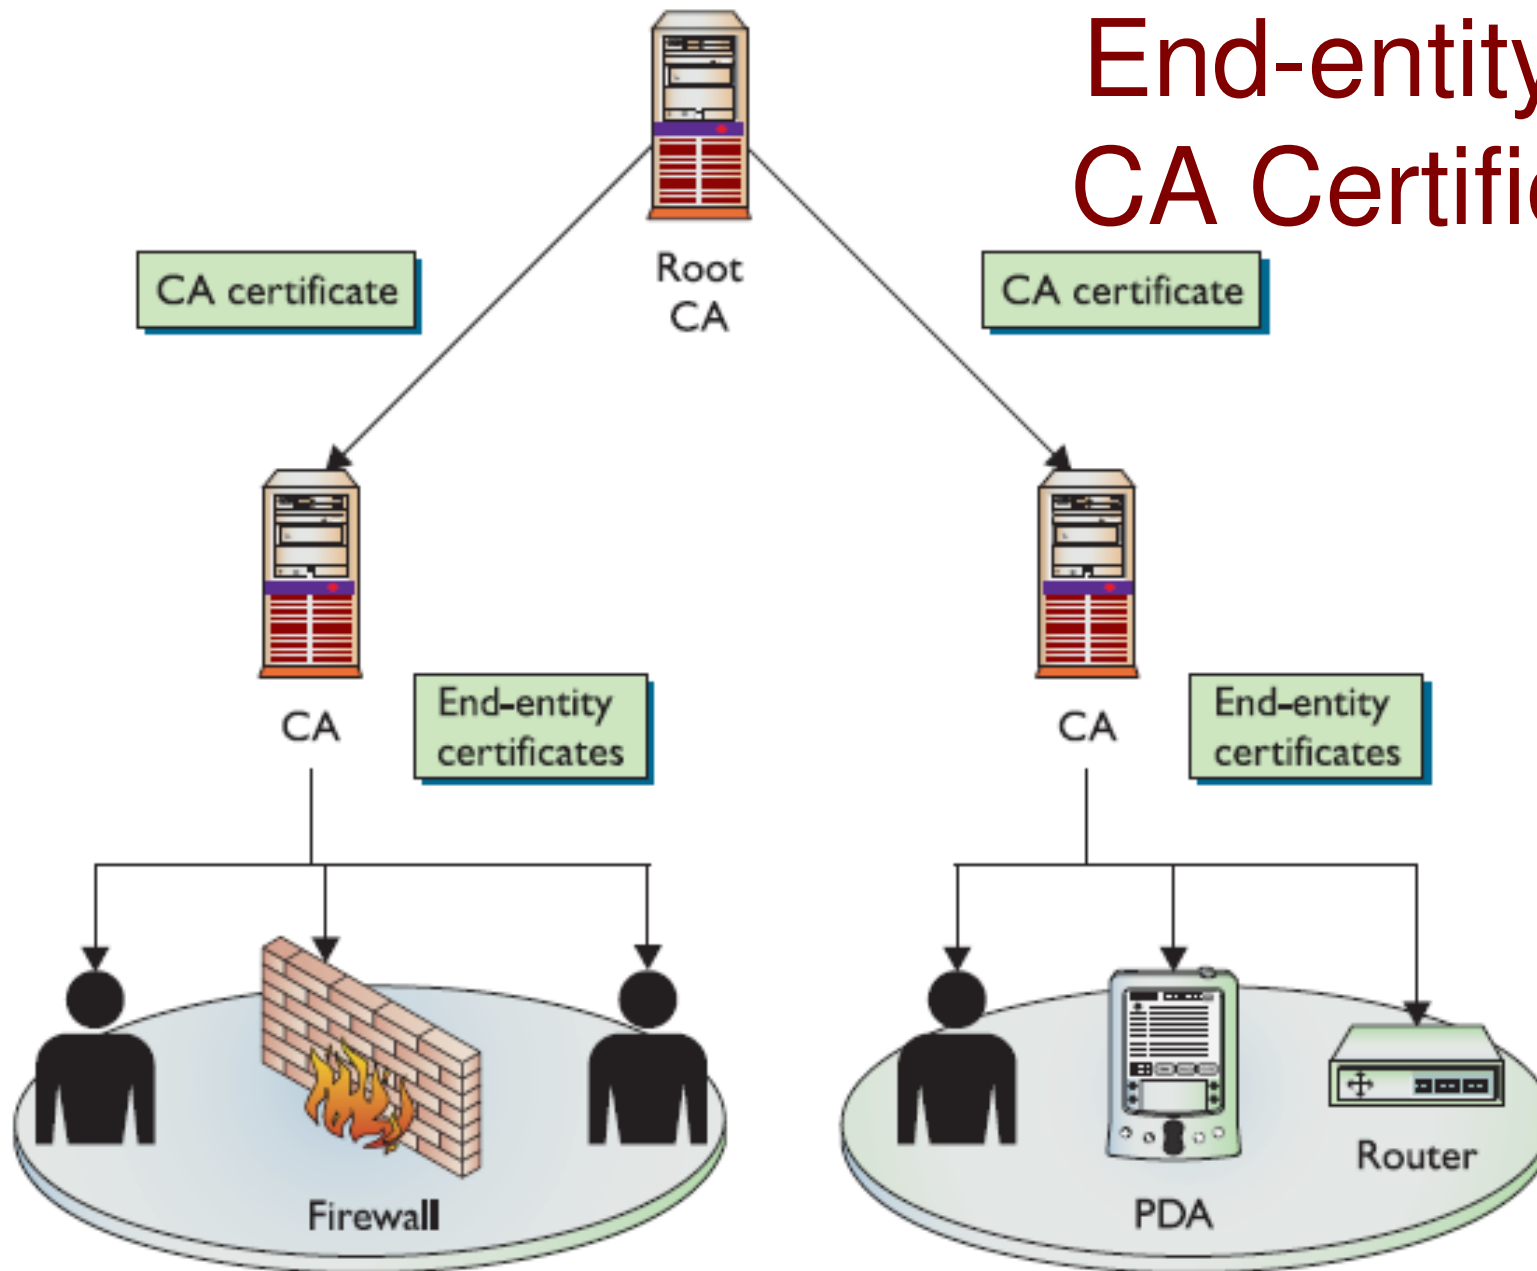 End-entity
CA Certific
Root
CA
CA certificate
CA certificate
CA
End-entity
certificates
CA
End-entity
certificates
Firewall
PDA
Router